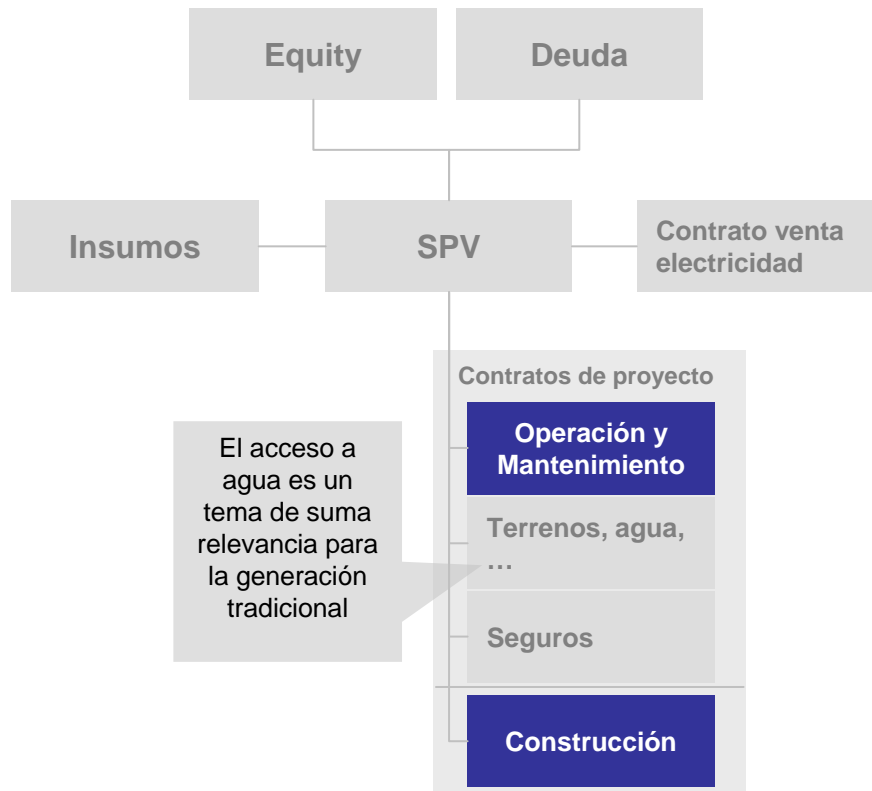 Equity
Deuda
Insumos
SPV
Contrato venta
electricidad
Contratos de proyecto
Operación y
Mantenimiento
El acceso a
agua es un
tema de suma
relevancia para
la generación
tradicional
Terrenos, agua,
…
Seguros
Construcción